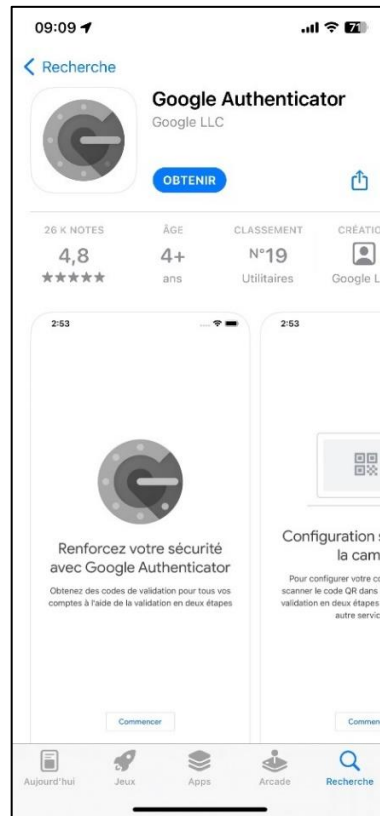 09:09
71
Recherche
Google Authenticator
Google LLC
OBTENIR
26 K NOTES
4,8
ÂGE
4+
ans
CLASSEMENT
N°19
Utilitaires
CRÉATIO
Google L
2:53
Renforcez votre sécurité
avec Google Authenticator
Obtenez des codes de validation pour tous vos
comptes à l'aide de la validation en deux étapes
Commencer
2:53
Configuration s
la cam
Pour configurer votre co
scanner le code QR dans
validation en deux étapes
autre servic
Commen
Aujourd'hui
Jeux
Apps
Arcade
Recherche